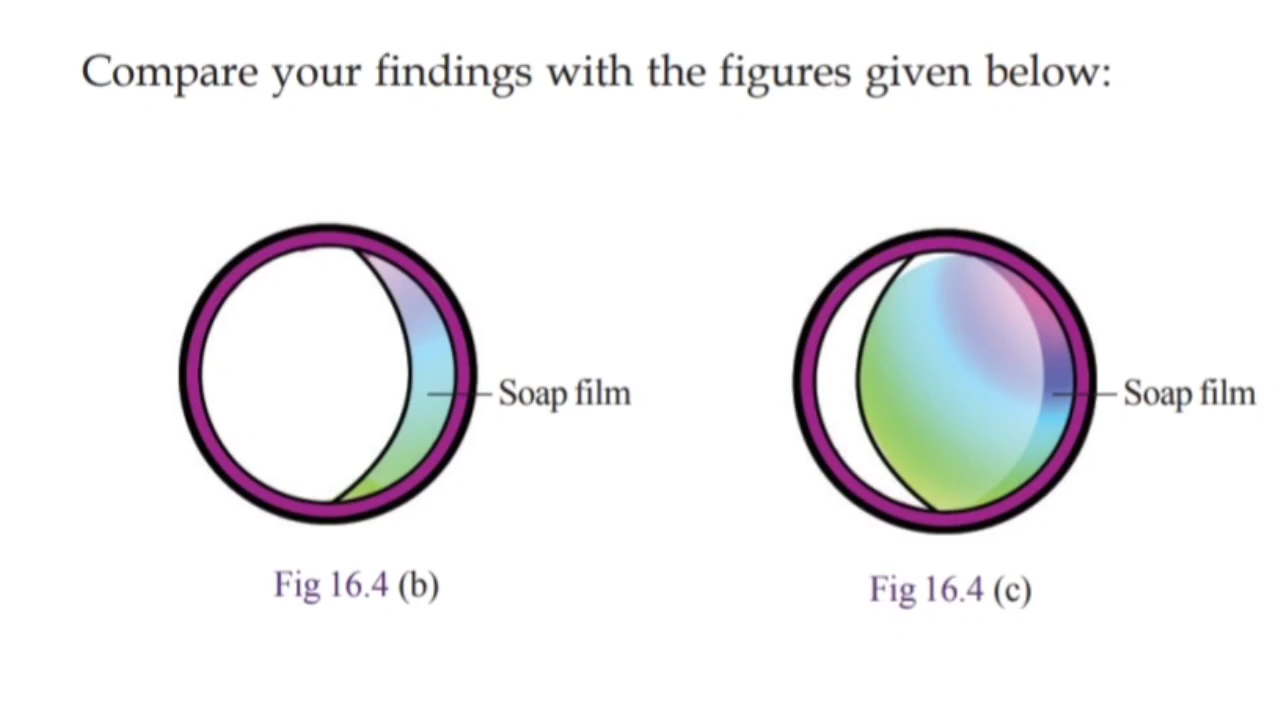 Compare your findings with the figures given below:
Soap film
Soap film
Fig 16.4 (b)
Fig 16.4 (c)